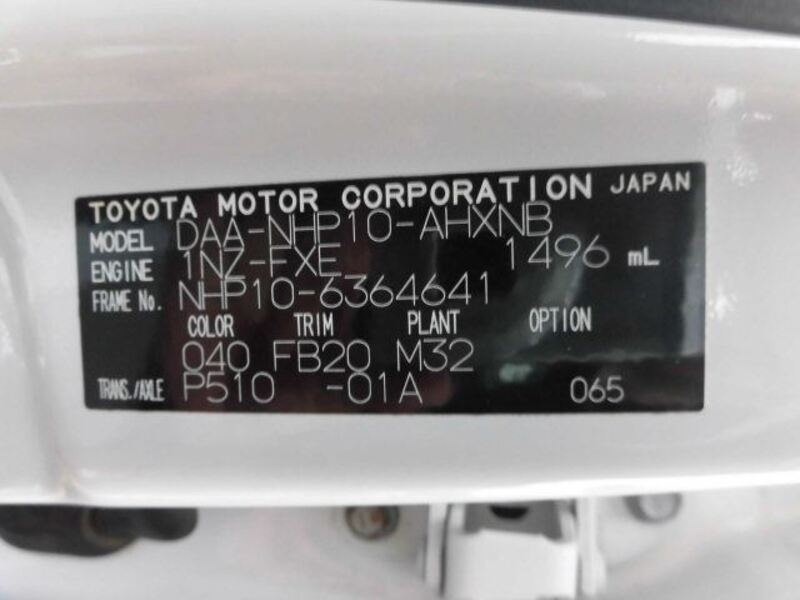 TOYOTA MOTOR CORPORATION JAPAN
MODEL DAA-NHP10-AHXNB
ENGINE 1NZ-FXE 1496 mL
FRAME No. NHP10-6364641
COLOR TRIM PLANT OPTION
040 FB20 M32
TRANS./AXLE P510 -01A 065